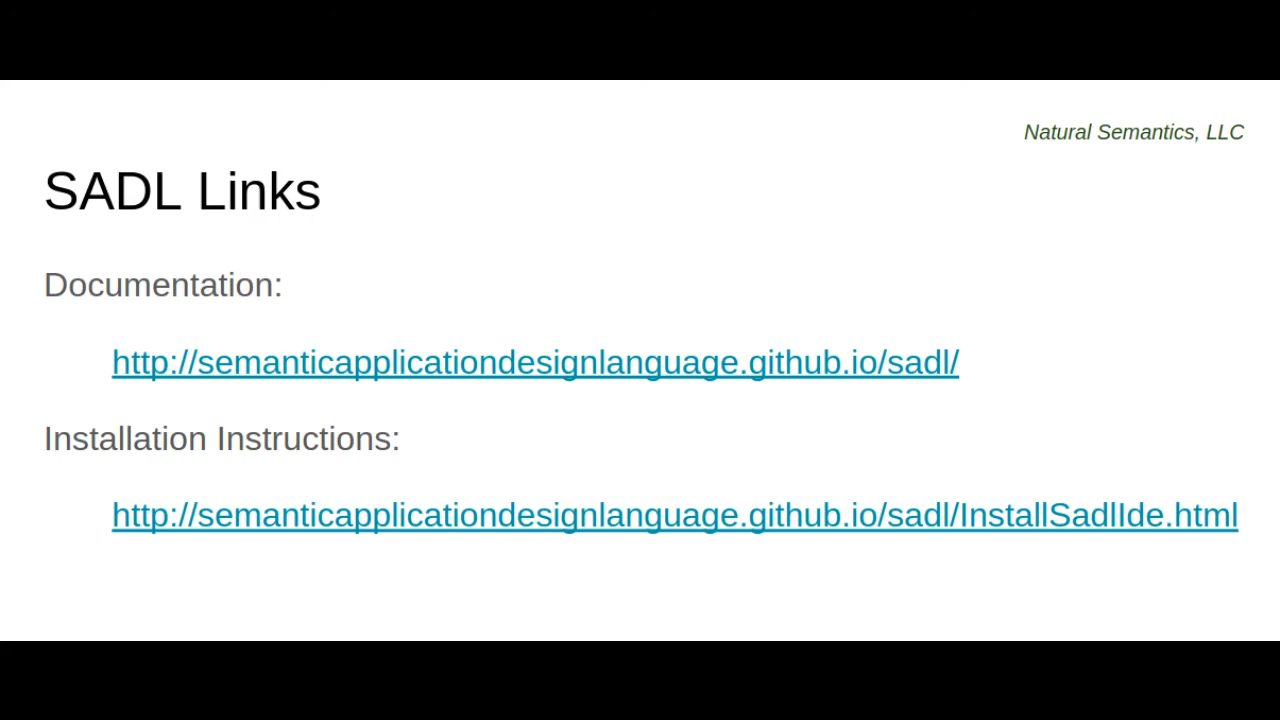 Natural Semantics, LLC
SADL Links
Documentation:
http://semanticapplicationdesignlanguage.github.io/sadl/
Installation Instructions:
http://semanticapplicationdesignlanguage.github.io/sadl/InstallSadlIde.html